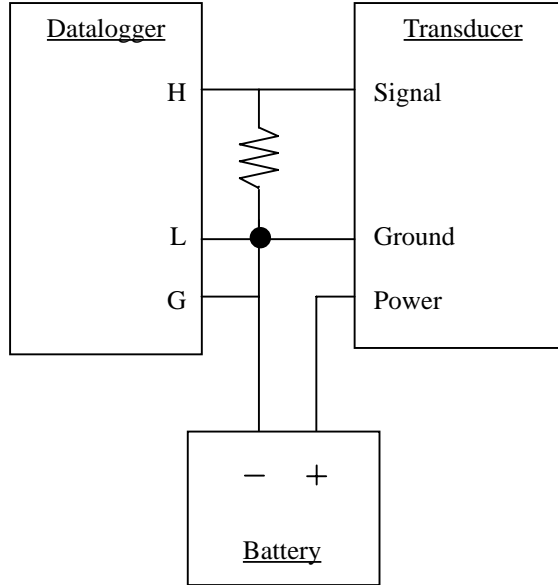 Datalogger
Transducer
H
Signal
L
Ground
G
Power
− +
Battery